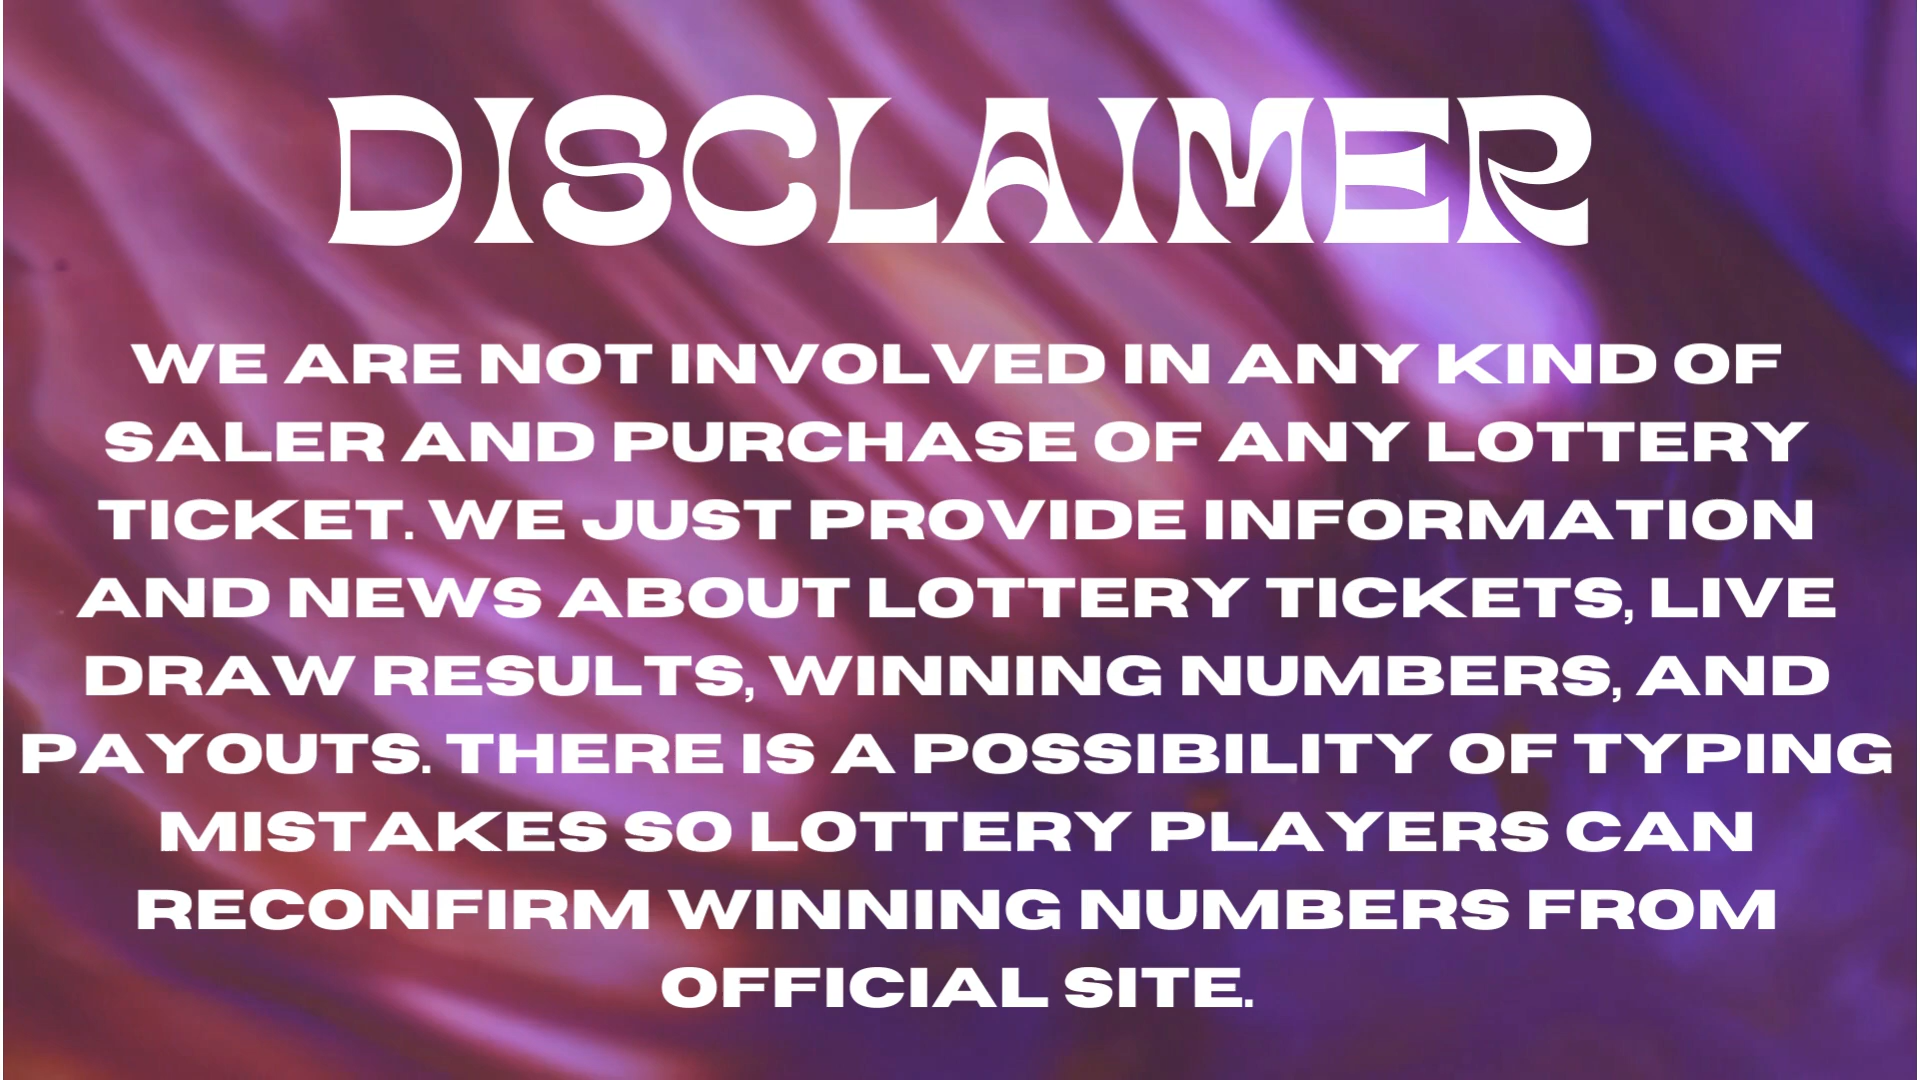 DISCLAIMER
WE ARE NOT INVOLVED IN ANY KIND OF
SALER AND PURCHASE OF ANY LOTTERY
TICKET. WE JUST PROVIDE INFORMATION
AND NEWS ABOUT LOTTERY TICKETS, LIVE
DRAW RESULTS, WINNING NUMBERS, AND
PAYOUTS. THERE IS A POSSIBILITY OF TYPING
MISTAKES SO LOTTERY PLAYERS CAN
RECONFIRM WINNING NUMBERS FROM
OFFICIAL SITE.